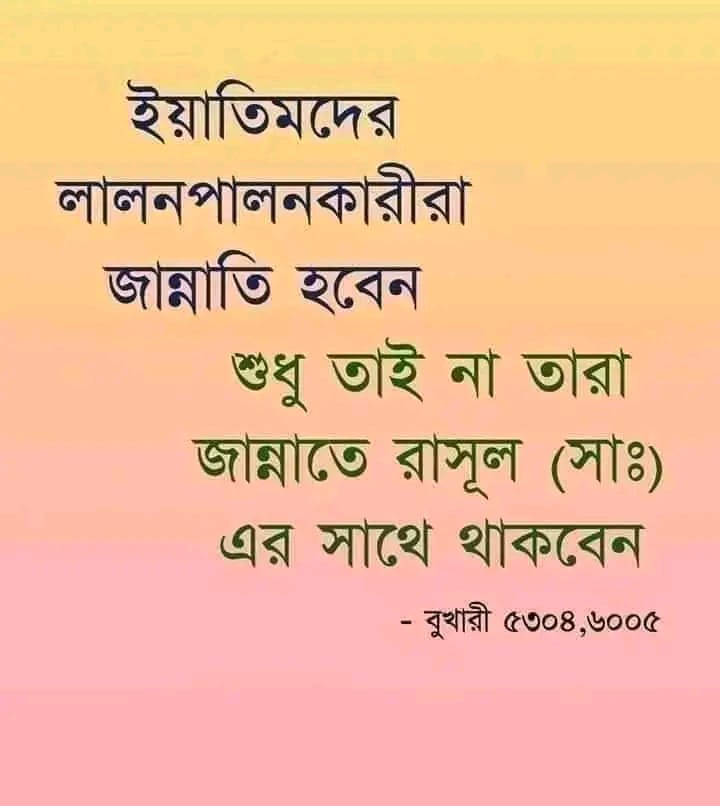 ইয়াতিমদের
লালনপালনকারীরা
জান্নাতি হবেন
শুধু তাই না তারা
জান্নাতে রাসূল (সাঃ)
এর সাথে থাকবেন
- বুখারী ৫৩০৪,৬০০৫